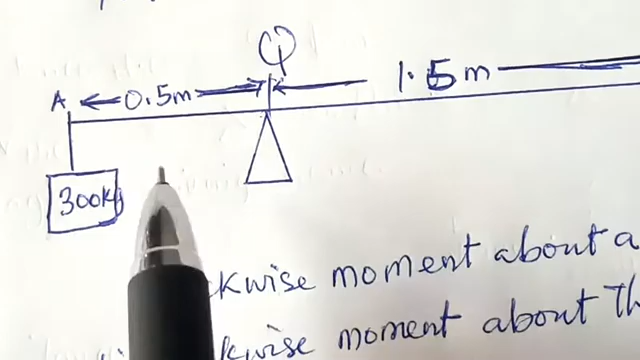 Q
A 0.5m 1.5m
300kg
kwise moment about a
kwise moment about Th